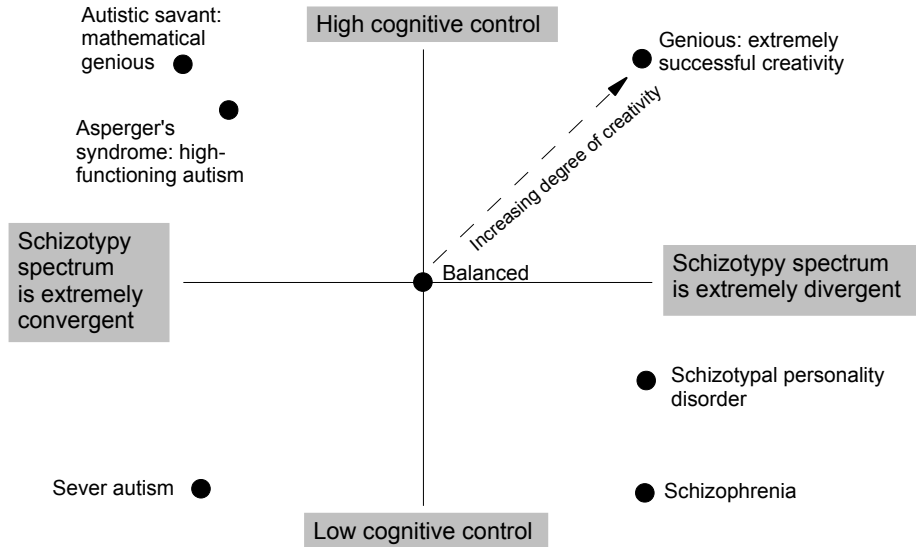 Autistic savant:
mathematical
genious
High cognitive control
Genious: extremely
successful creativity
Asperger's
syndrome: high-
functioning autism
Increasing degree of creativity
Schizotypy
spectrum
is extremely
convergent
Balanced
Schizotypy spectrum
is extremely divergent
Schizotypal personality
disorder
Sever autism
Schizophrenia
Low cognitive control